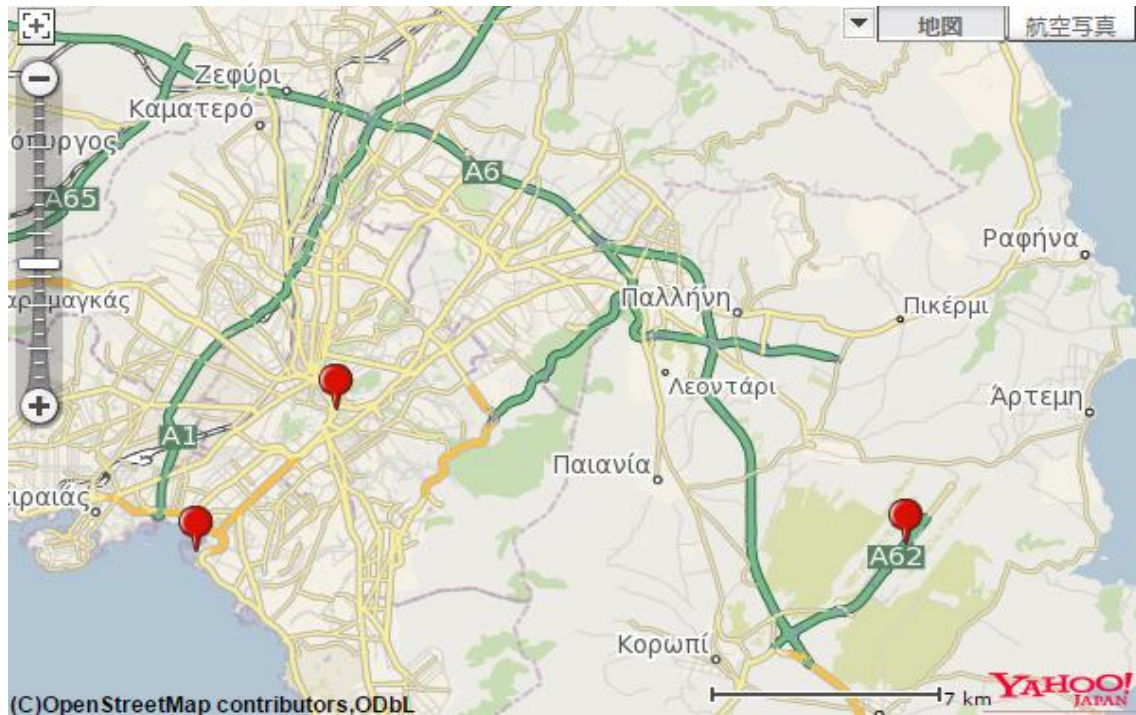 地図 航空写真
Ζεφύρι
Καματερό
A6
A65
Ραφήνα
Παλλήνη
Πικέρμι
Λεοντάρι
Άρτεμη
A1
Παιανία
A62
Κορωπί
7 km
YAHOO!
JAPAN
(C)OpenStreetMap contributors,ODbL